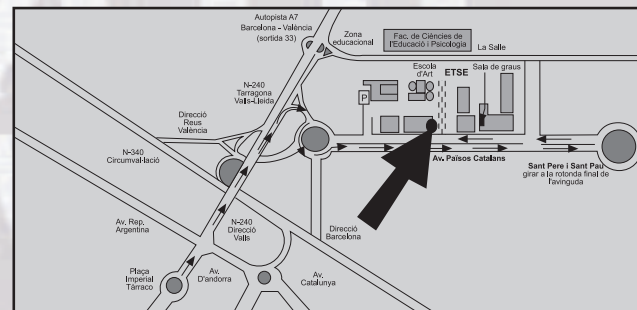 Autopista A7
Barcelona - València
(sortida 33)
Zona
educacional
Fac. de Ciències de
l'Educació i Psicologia
La Salle
Escola
d'Art
ETSE
Sala de graus
P
N-240
Tarragona
Valls-Lleida
Direcció
Reus
València
N-340
Circumval·lació
Av. Països Catalans
Sant Pere i Sant Pau
girar a la rotonda final de
l'avinguda
Av. Rep.
Argentina
N-240
Direcció
Valls
Direcció
Barcelona
Plaça
Imperial
Tàrraco
Av.
D'andorra
Av.
Catalunya